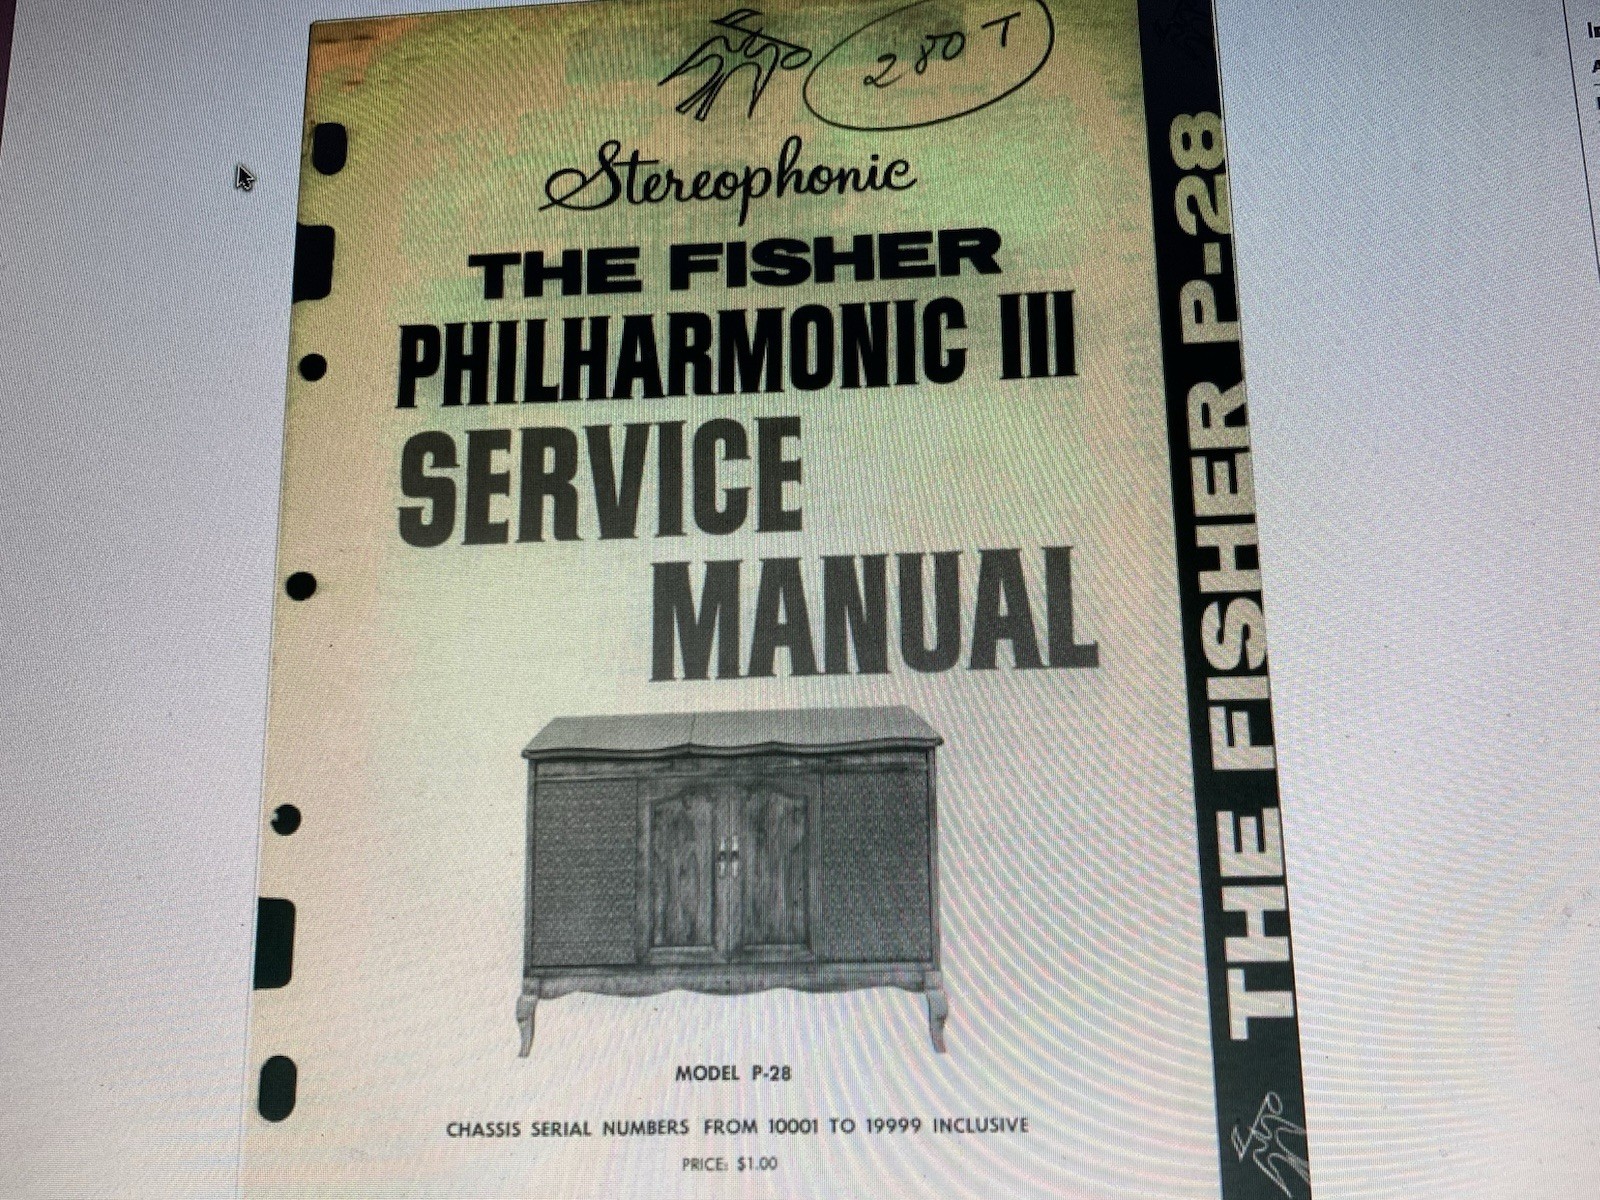 280 T
Stereophonic
THE FISHER
PHILHARMONIC III
SERVICE
MANUAL
MODEL P-28
CHASSIS SERIAL NUMBERS FROM 10001 TO 19999 INCLUSIVE
PRICE: $1.00
THE FISHER P-28